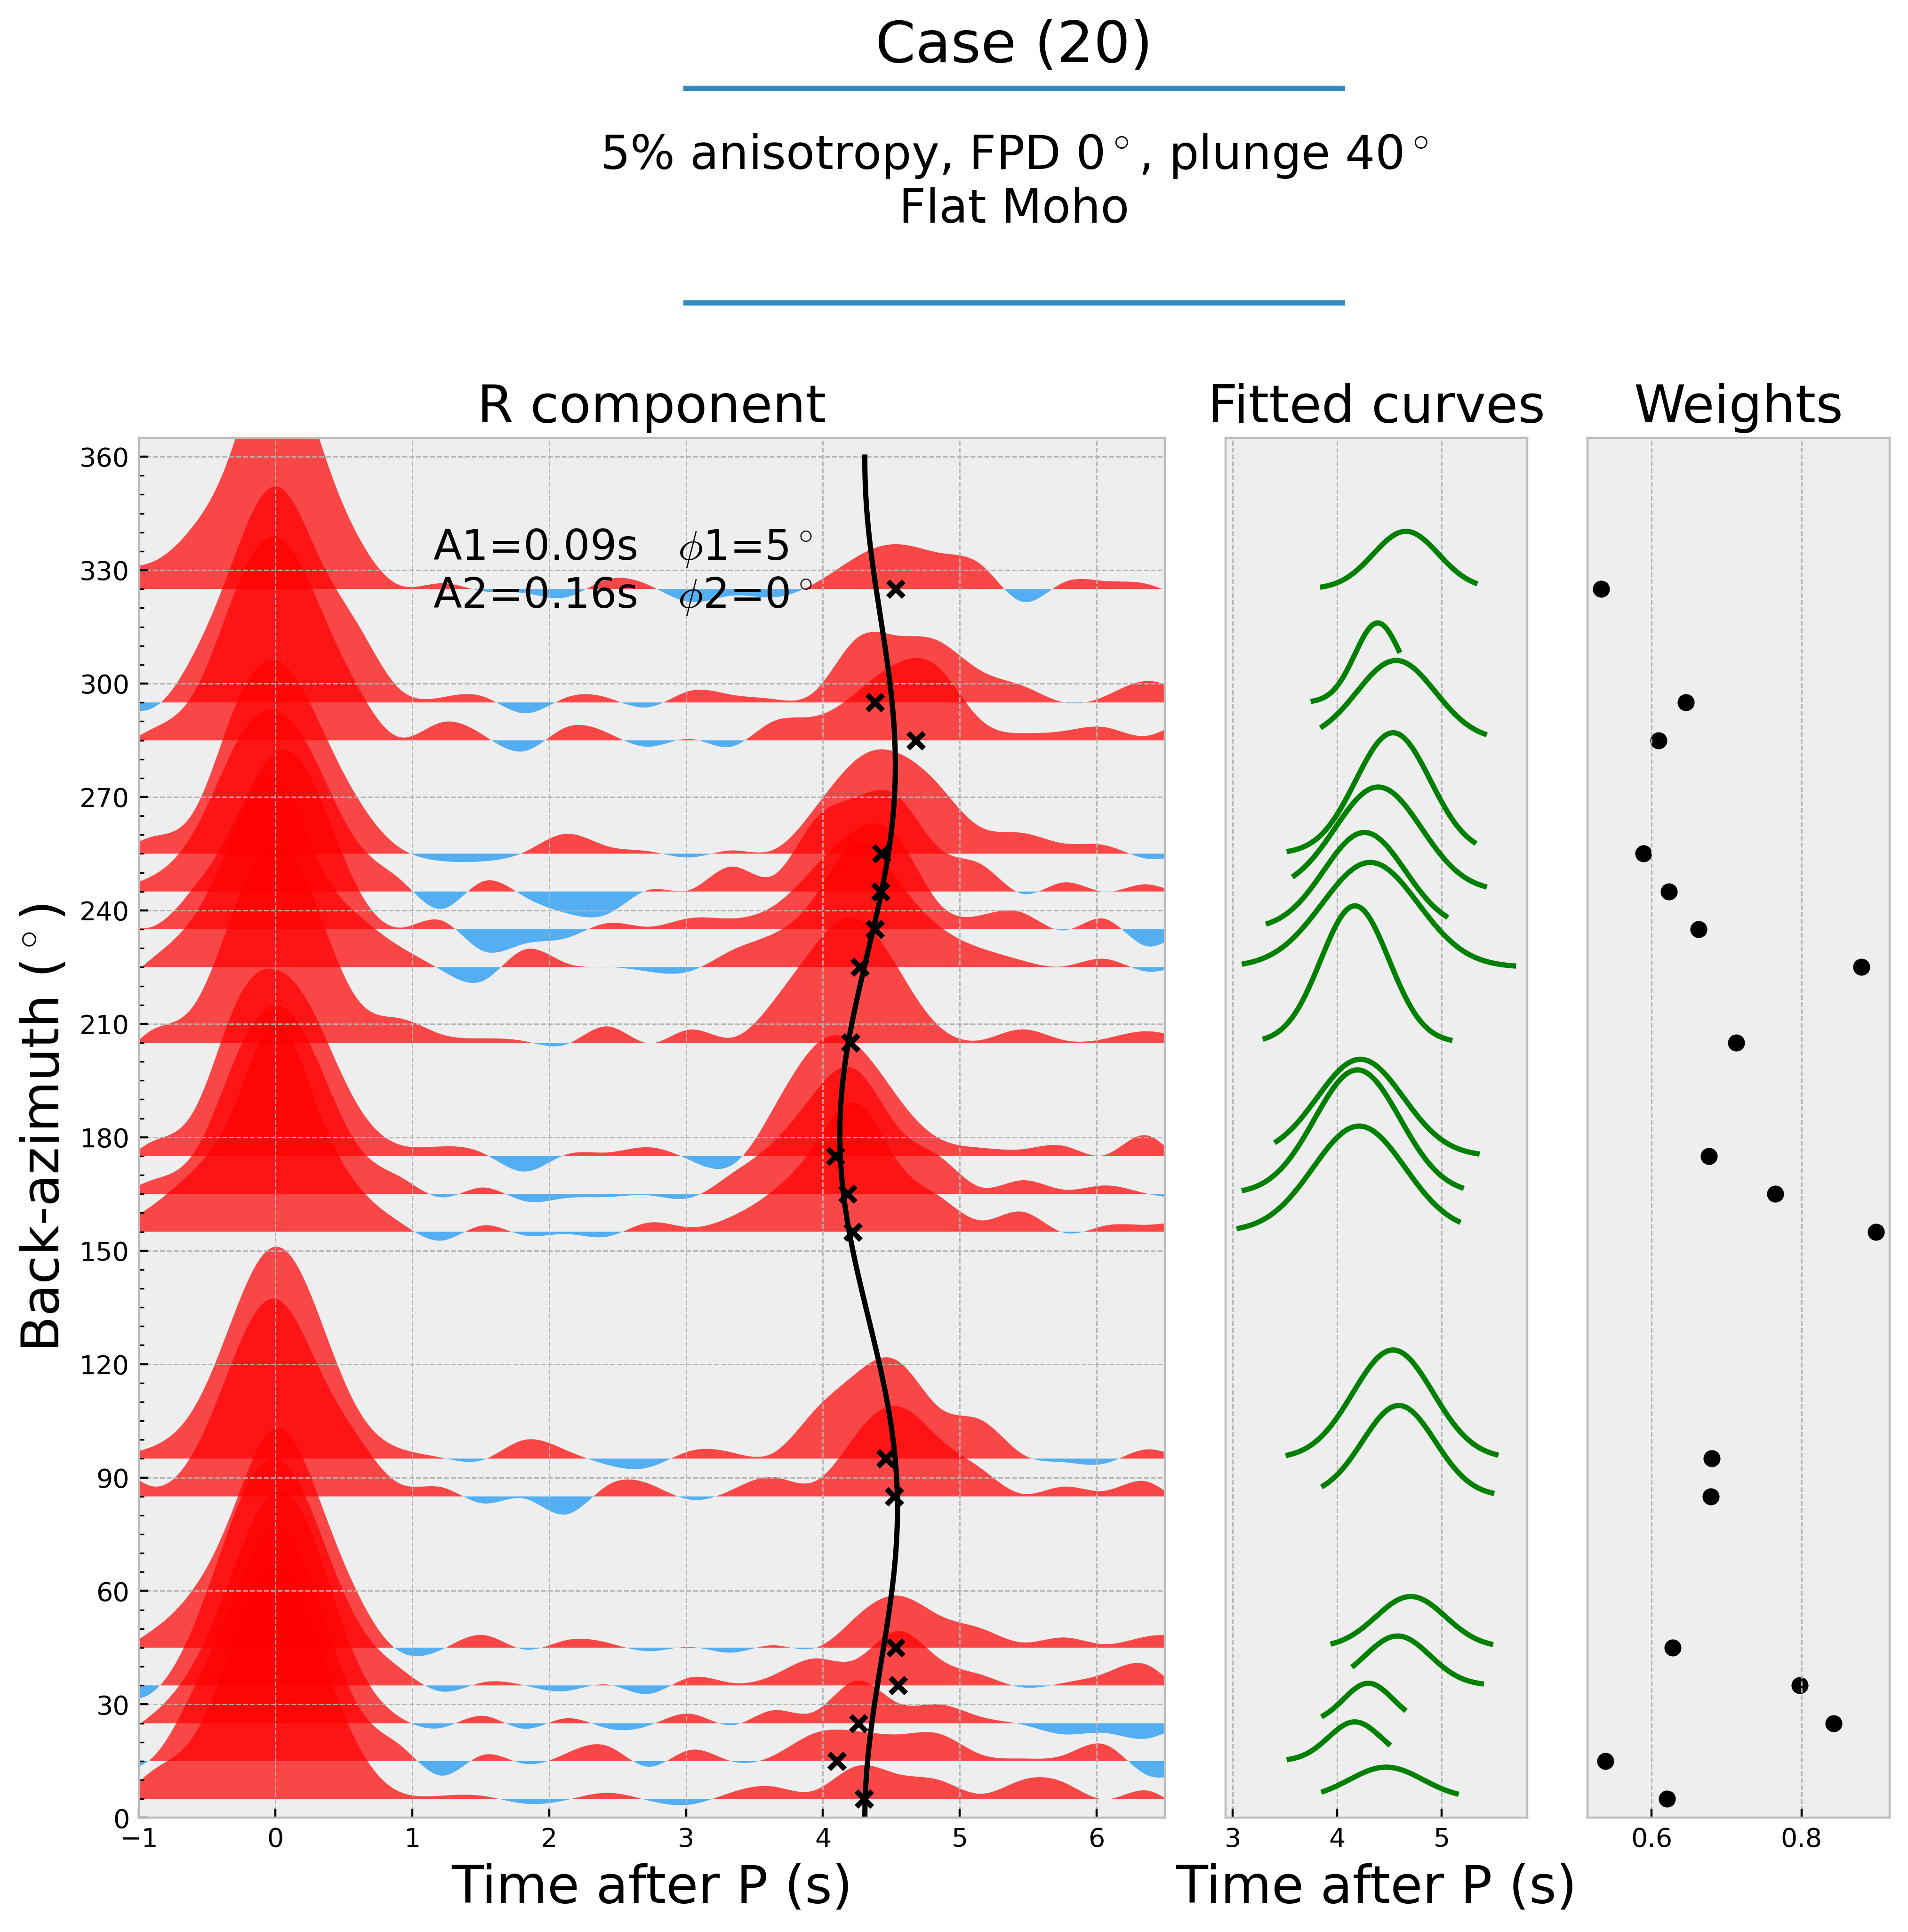 Case (20)
5% anisotropy, FPD 0°, plunge 40°
Flat Moho
R component
Fitted curves
Weights
A1=0.09s ϕ1=5°
A2=0.16s ϕ2=0°
Back-azimuth (°)
360
330
300
270
240
210
180
150
120
90
60
30
0
−1 0 1 2 3 4 5 6
3 4 5
0.6 0.8
Time after P (s)
Time after P (s)